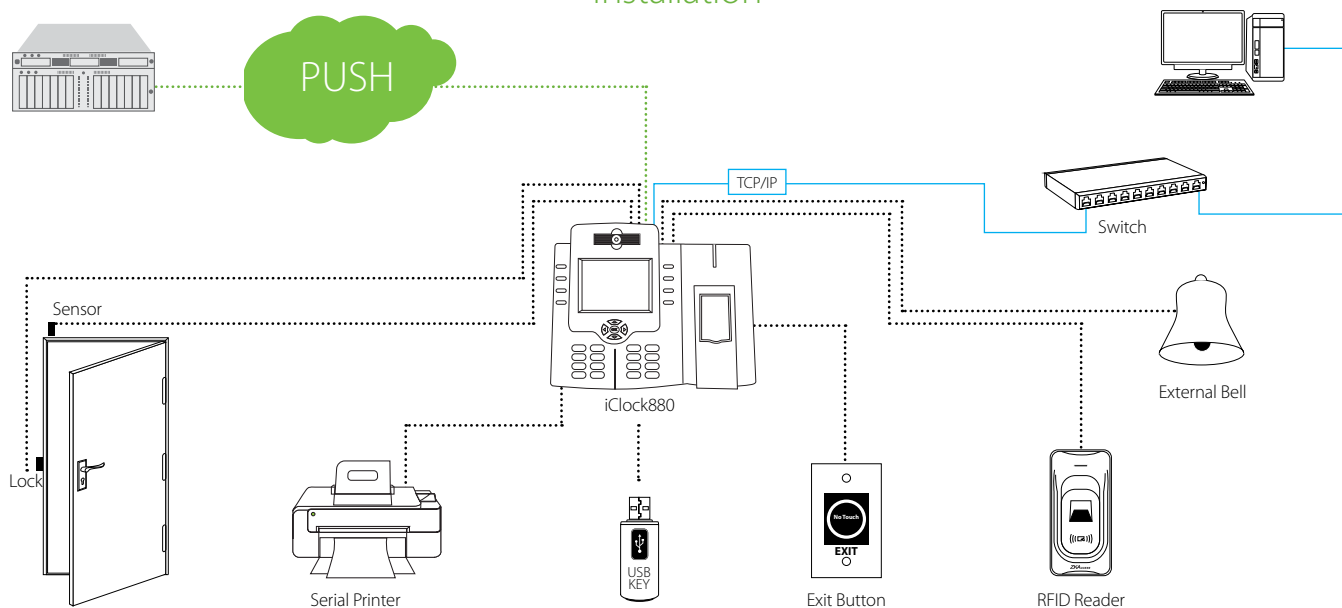 Installation
PUSH
TCP/IP
Switch
Sensor
iClock880
External Bell
Lock
No Touch
EXIT
USB
KEY
Serial Printer
Exit Button
RFID Reader